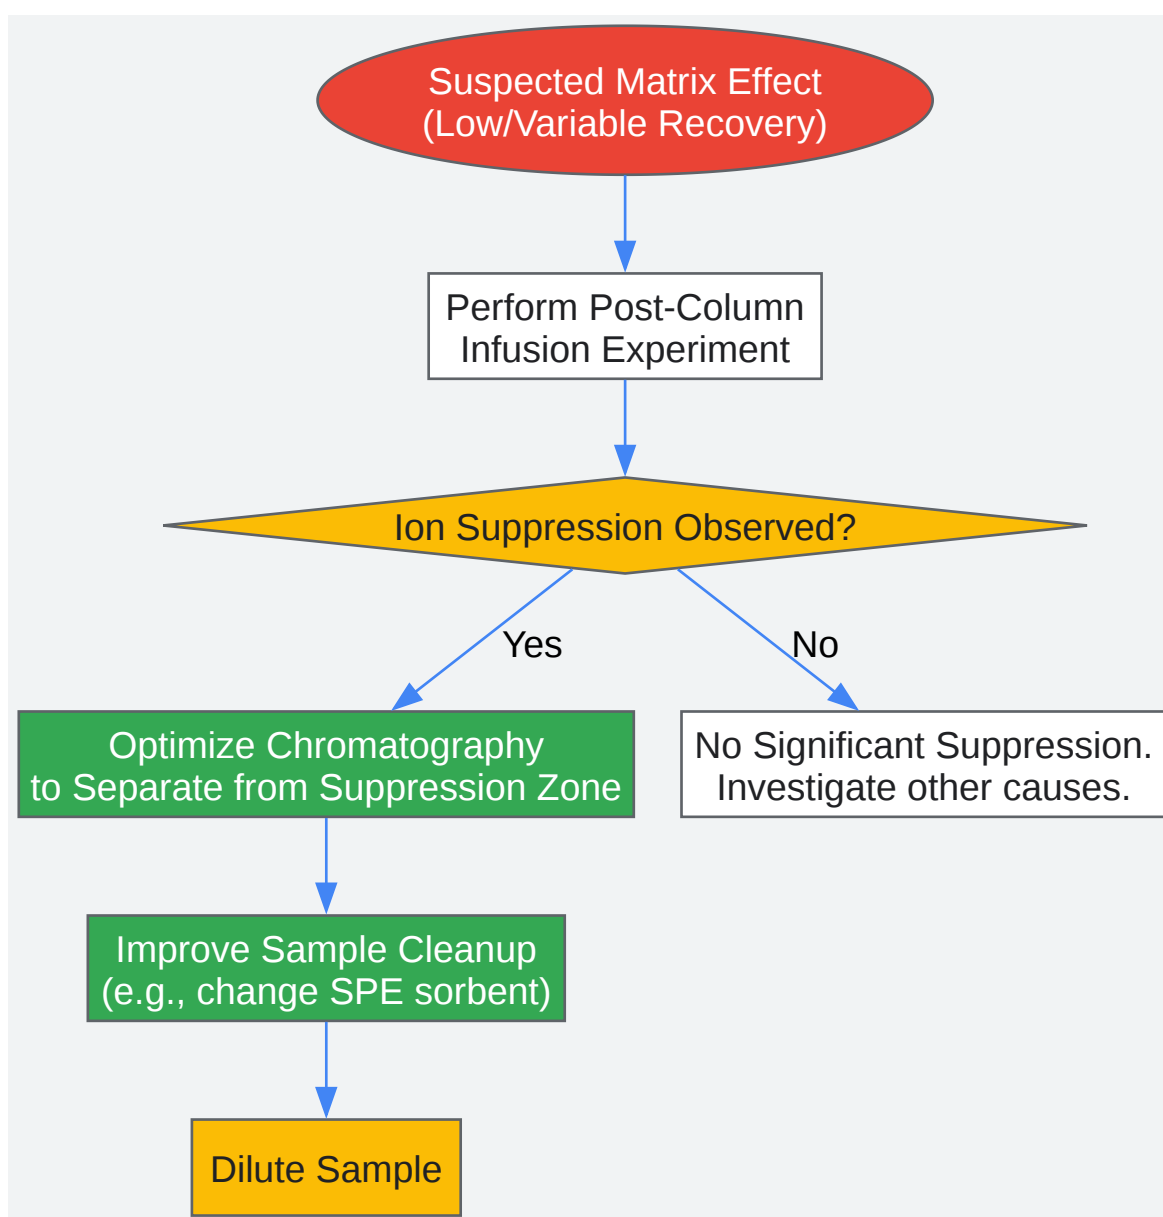 Suspected Matrix Effect
(Low/Variable Recovery)
Perform Post-Column
Infusion Experiment
Ion Suppression Observed?
Yes
No
Optimize Chromatography
to Separate from Suppression Zone
No Significant Suppression.
Investigate other causes.
Improve Sample Cleanup
(e.g., change SPE sorbent)
Dilute Sample